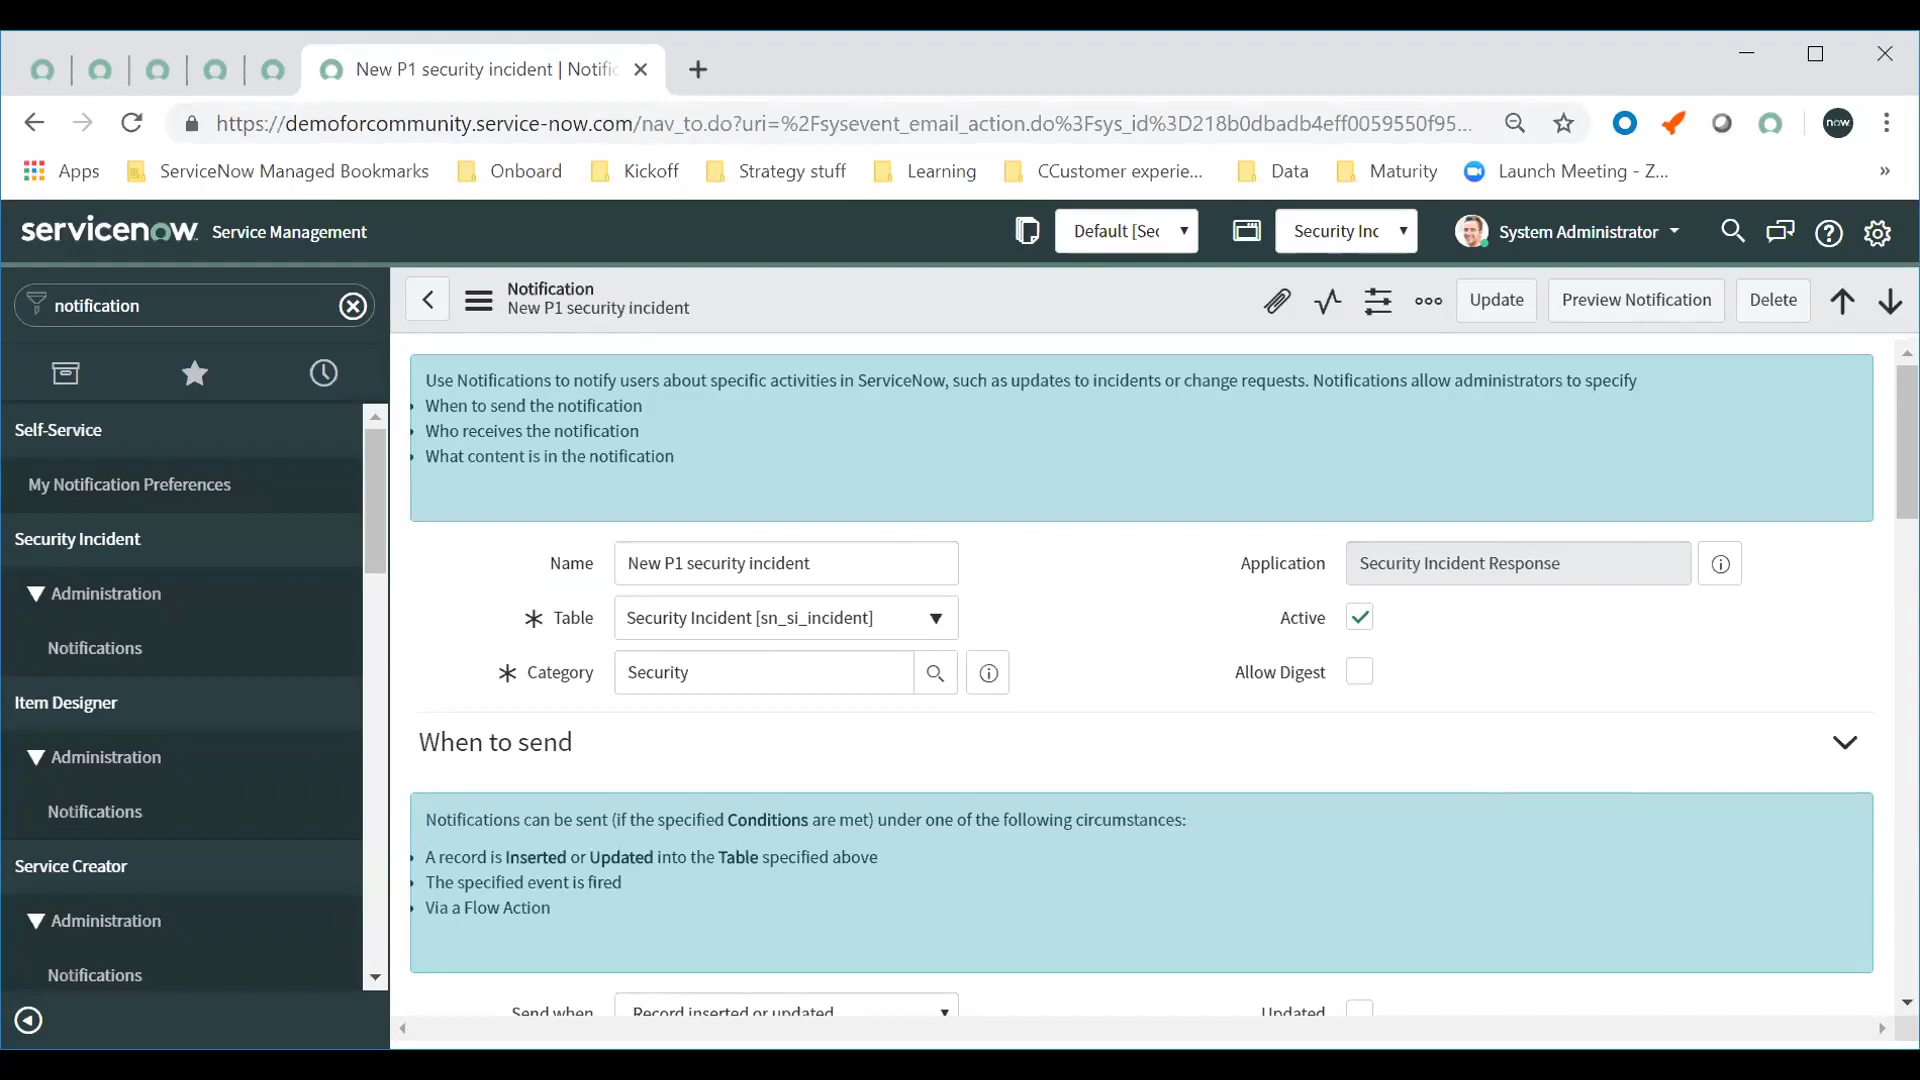 New P1 security incident | Notific
https://demoforcommunity.service-now.com/nav_to.do?uri=%2Fsysevent_email_action.do%3Fsys_id%3D218b0dbadb4eff0059550f95...
now
Apps ServiceNow Managed Bookmarks Onboard Kickoff Strategy stuff Learning CCustomer experie... Data Maturity Launch Meeting - Z... »
servicenow Service Management Default [Sec Security Inc System Administrator
notification
Notification
New P1 security incident
Update Preview Notification Delete
Self-Service
My Notification Preferences
Security Incident
Administration
Notifications
Item Designer
Administration
Notifications
Service Creator
Administration
Notifications
Use Notifications to notify users about specific activities in ServiceNow, such as updates to incidents or change requests. Notifications allow administrators to specify
When to send the notification
Who receives the notification
What content is in the notification
Name New P1 security incident
Application Security Incident Response
Table Security Incident [sn_si_incident]
Active
Category Security
Allow Digest
When to send
Notifications can be sent (if the specified Conditions are met) under one of the following circumstances:
A record is Inserted or Updated into the Table specified above
The specified event is fired
Via a Flow Action
Send when Record inserted or updated
Updated